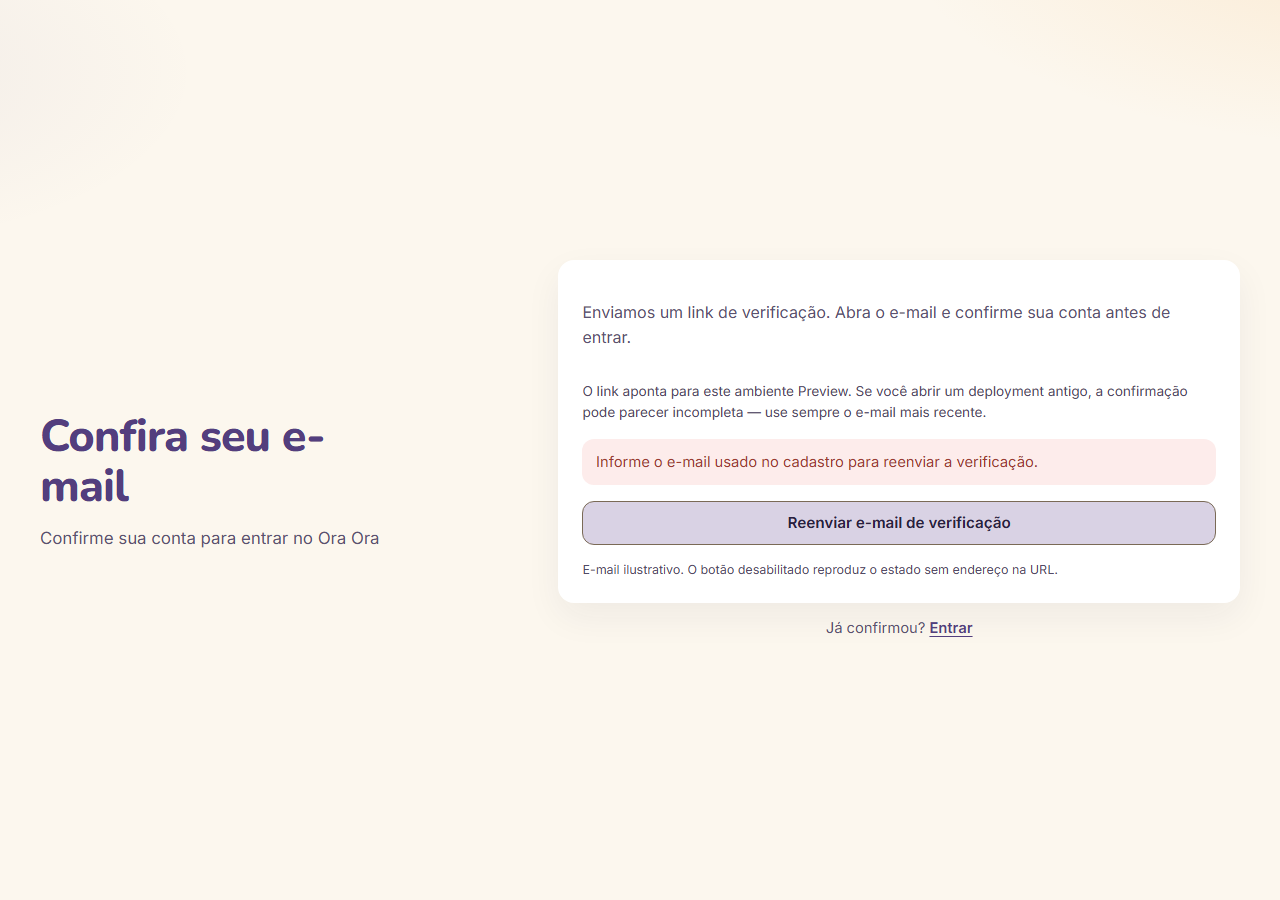 Confira seu e-
mail
Confirme sua conta para entrar no Ora Ora
Enviamos um link de verificação. Abra o e-mail e confirme sua conta antes de
entrar.
O link aponta para este ambiente Preview. Se você abrir um deployment antigo, a confirmação
pode parecer incompleta — use sempre o e-mail mais recente.
Informe o e-mail usado no cadastro para reenviar a verificação.
Reenviar e-mail de verificação
E-mail ilustrativo. O botão desabilitado reproduz o estado sem endereço na URL.
Já confirmou? Entrar